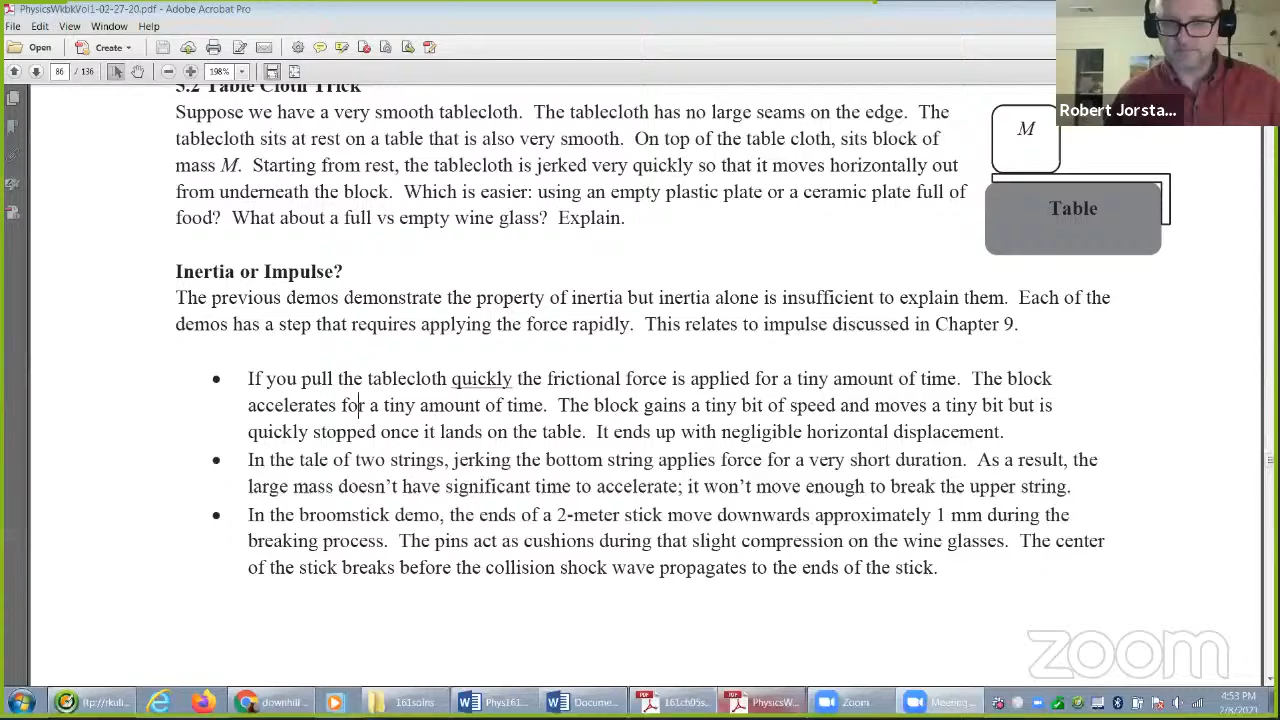 PhysicsWkbkVol1-02-27-20.pdf - Adobe Acrobat Pro
File Edit View Window Help
Open Create Customize
86 / 136 198%
5.2 Table Cloth Trick
Suppose we have a very smooth tablecloth. The tablecloth has no large seams on the edge. The
tablecloth sits at rest on a table that is also very smooth. On top of the table cloth, sits block of
mass M. Starting from rest, the tablecloth is jerked very quickly so that it moves horizontally out
from underneath the block. Which is easier: using an empty plastic plate or a ceramic plate full of
food? What about a full vs empty wine glass? Explain.
Robert Jorsta...
M
Table
Inertia or Impulse?
The previous demos demonstrate the property of inertia but inertia alone is insufficient to explain them. Each of the
demos has a step that requires applying the force rapidly. This relates to impulse discussed in Chapter 9.
• If you pull the tablecloth quickly the frictional force is applied for a tiny amount of time. The block
accelerates for a tiny amount of time. The block gains a tiny bit of speed and moves a tiny bit but is
quickly stopped once it lands on the table. It ends up with negligible horizontal displacement.
• In the tale of two strings, jerking the bottom string applies force for a very short duration. As a result, the
large mass doesn’t have significant time to accelerate; it won’t move enough to break the upper string.
• In the broomstick demo, the ends of a 2-meter stick move downwards approximately 1 mm during the
breaking process. The pins act as cushions during that slight compression on the wine glasses. The center
of the stick breaks before the collision shock wave propagates to the ends of the stick.
zoom
(tp://rkuli... downhill ... 161solns Phys161... Docume... 161ch05s... PhysicsW... Zoom Meeting... 4:53 PM